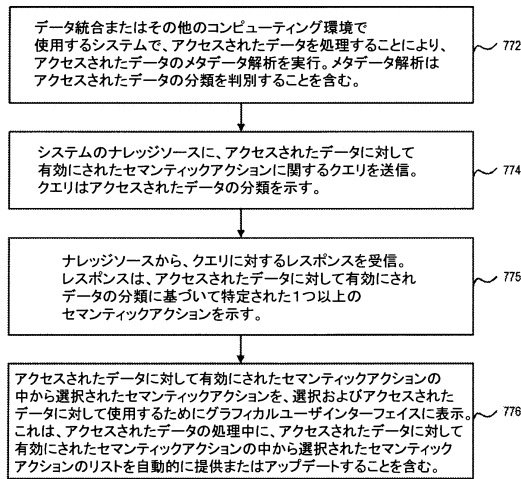 データ統合またはその他のコンピューティング環境で
使用するシステムで、アクセスされたデータを処理することにより、
アクセスされたデータのメタデータ解析を実行。メタデータ解析は
アクセスされたデータの分類を判別することを含む。
772
システムのナレッジソースに、アクセスされたデータに対して
有効にされたセマンティックアクションに関するクエリを送信。
クエリはアクセスされたデータの分類を示す。
774
ナレッジソースから、クエリに対するレスポンスを受信。
レスポンスは、アクセスされたデータに対して有効にされ
データの分類に基づいて特定された1つ以上の
セマンティックアクションを示す。
775
アクセスされたデータに対して有効にされたセマンティックアクションの
中から選択されたセマンティックアクションを、選択およびアクセスされた
データに対して使用するためにグラフィカルユーザインターフェイスに表示。
これは、アクセスされたデータの処理中に、アクセスされたデータに対して
有効にされたセマンティックアクションの中から選択されたセマンティック
アクションのリストを自動的に提供またはアップデートすることを含む。
776